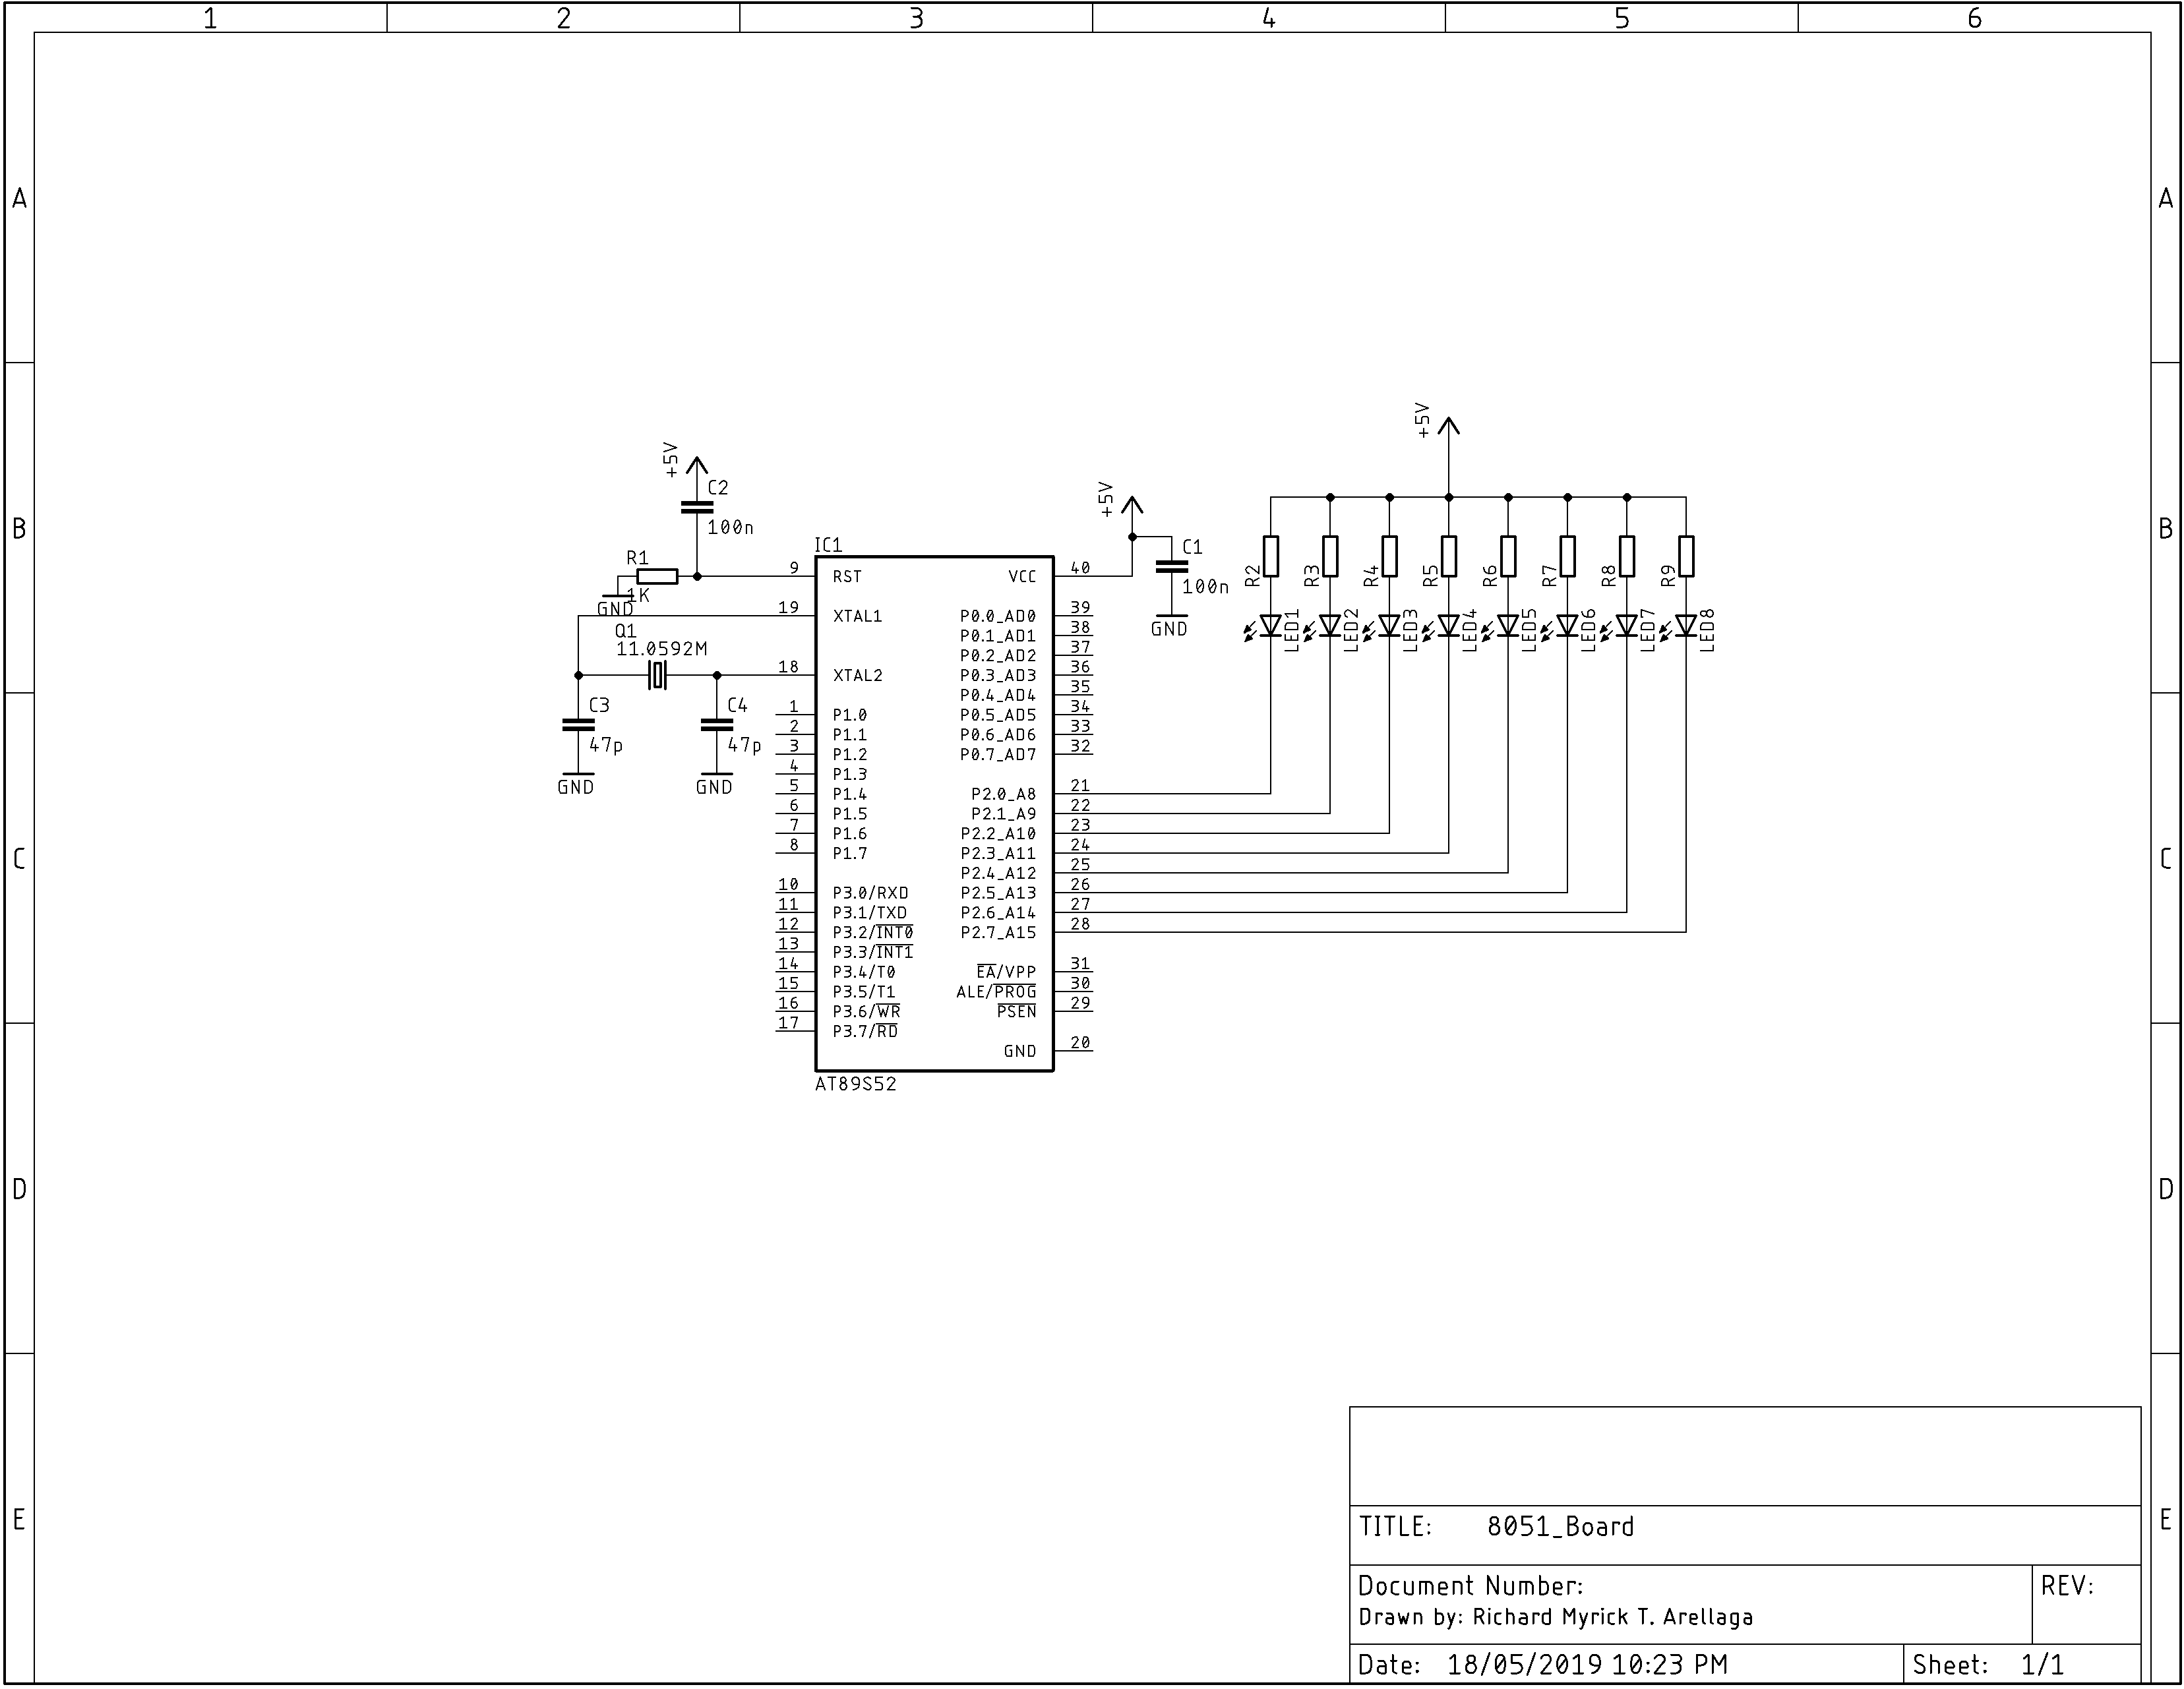 1 2 3 4 5 6
A A
B B
C C
D D
E E
+5V
C2
100n
R1
1K
GND
Q1
11.0592M
C3
47p
GND
C4
47p
GND
IC1
9 RST
19 XTAL1
18 XTAL2
1 P1.0
2 P1.1
3 P1.2
4 P1.3
5 P1.4
6 P1.5
7 P1.6
8 P1.7
10 P3.0/RXD
11 P3.1/TXD
12 P3.2/INT0
13 P3.3/INT1
14 P3.4/T0
15 P3.5/T1
16 P3.6/WR
17 P3.7/RD
VCC 40
P0.0_AD0 39
P0.1_AD1 38
P0.2_AD2 37
P0.3_AD3 36
P0.4_AD4 35
P0.5_AD5 34
P0.6_AD6 33
P0.7_AD7 32
P2.0_A8 21
P2.1_A9 22
P2.2_A10 23
P2.3_A11 24
P2.4_A12 25
P2.5_A13 26
P2.6_A14 27
P2.7_A15 28
EA/VPP 31
ALE/PROG 30
PSEN 29
GND 20
AT89S52
+5V
C1
100n
GND
+5V
R2 R3 R4 R5 R6 R7 R8 R9
LED1 LED2 LED3 LED4 LED5 LED6 LED7 LED8
TITLE: 8051_Board
Document Number:
REV:
Drawn by: Richard Myrick T. Arellaga
Date: 18/05/2019 10:23 PM
Sheet: 1/1